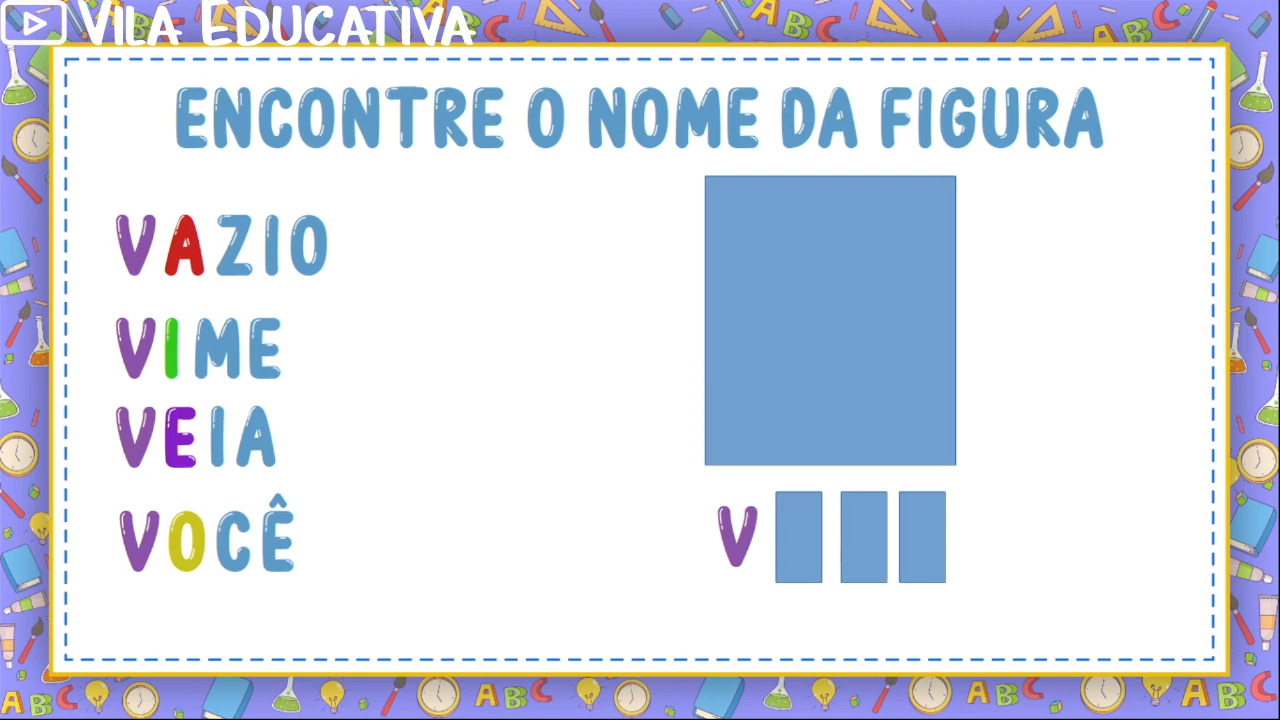 VILA EDUCATIVA
ENCONTRE O NOME DA FIGURA
VAZIO
VIME
VEIA
VOCÊ
V